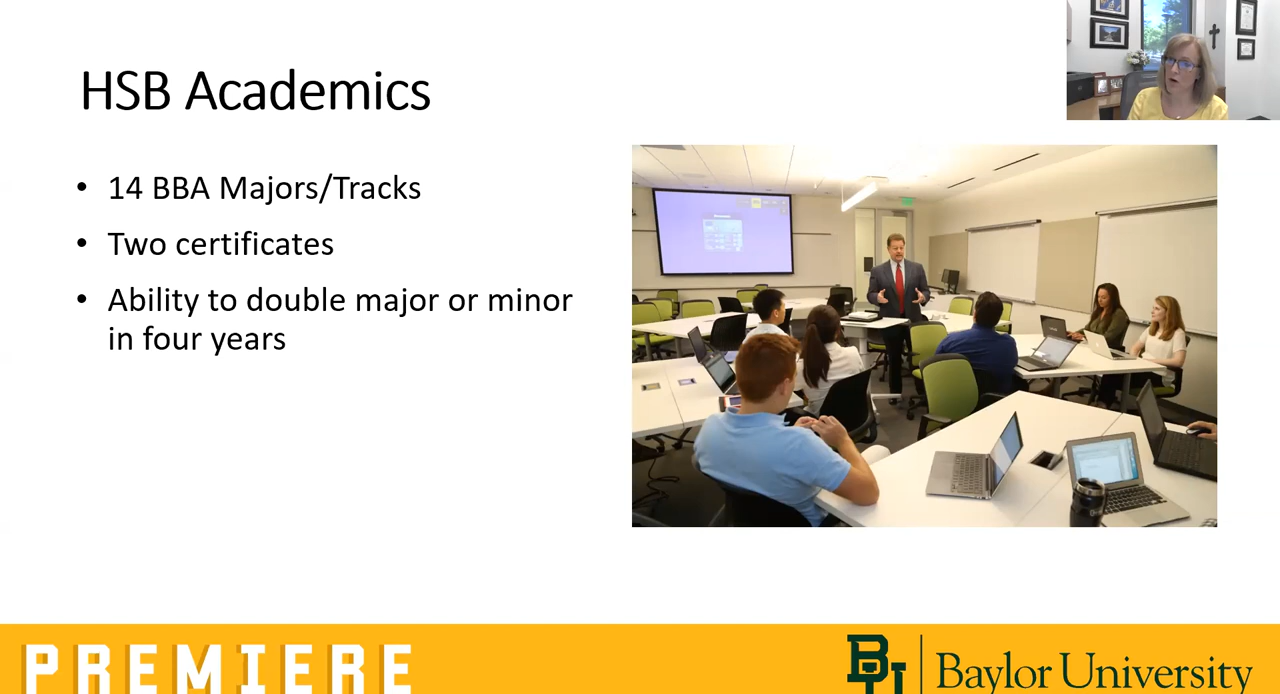 HSB Academics
• 14 BBA Majors/Tracks
• Two certificates
• Ability to double major or minor
in four years
PREMIERE
BU
Baylor University